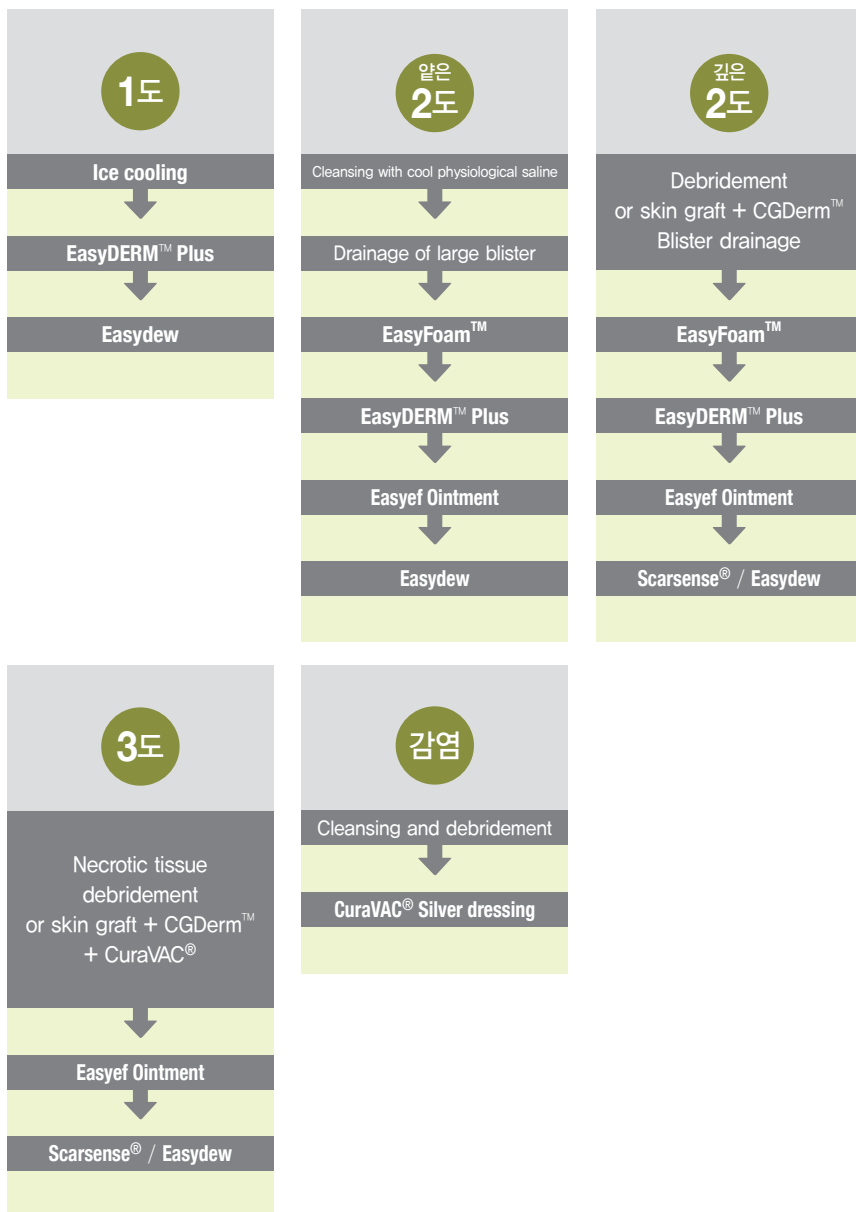 1도
Ice cooling
EasyDERM™ Plus
Easydew
얕은
2도
Cleansing with cool physiological saline
Drainage of large blister
EasyFoam™
EasyDERM™ Plus
Easyef Ointment
Easydew
깊은
2도
Debridement
or skin graft + CGDerm™
Blister drainage
EasyFoam™
EasyDERM™ Plus
Easyef Ointment
Scarsense® / Easydew
3도
Necrotic tissue
debridement
or skin graft + CGDerm™
+ CuraVAC®
Easyef Ointment
Scarsense® / Easydew
감염
Cleansing and debridement
CuraVAC® Silver dressing